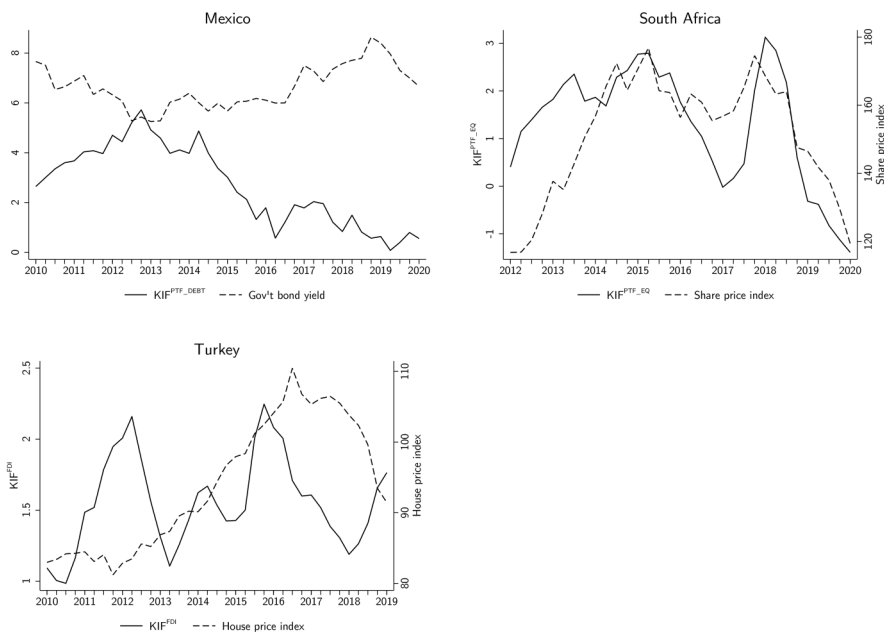 Mexico
8
6
4
2
0
2010 2011 2012 2013 2014 2015 2016 2017 2018 2019 2020
KIF^PTF_DEBT Gov't bond yield
South Africa
KIF^PTF_EQ
3
2
1
0
-1
180
160
140
120
Share price index
2012 2013 2014 2015 2016 2017 2018 2019 2020
KIF^PTF_EQ Share price index
Turkey
KIF^FDI
2.5
2
1.5
1
110
100
90
80
House price index
2010 2011 2012 2013 2014 2015 2016 2017 2018 2019
KIF^FDI House price index